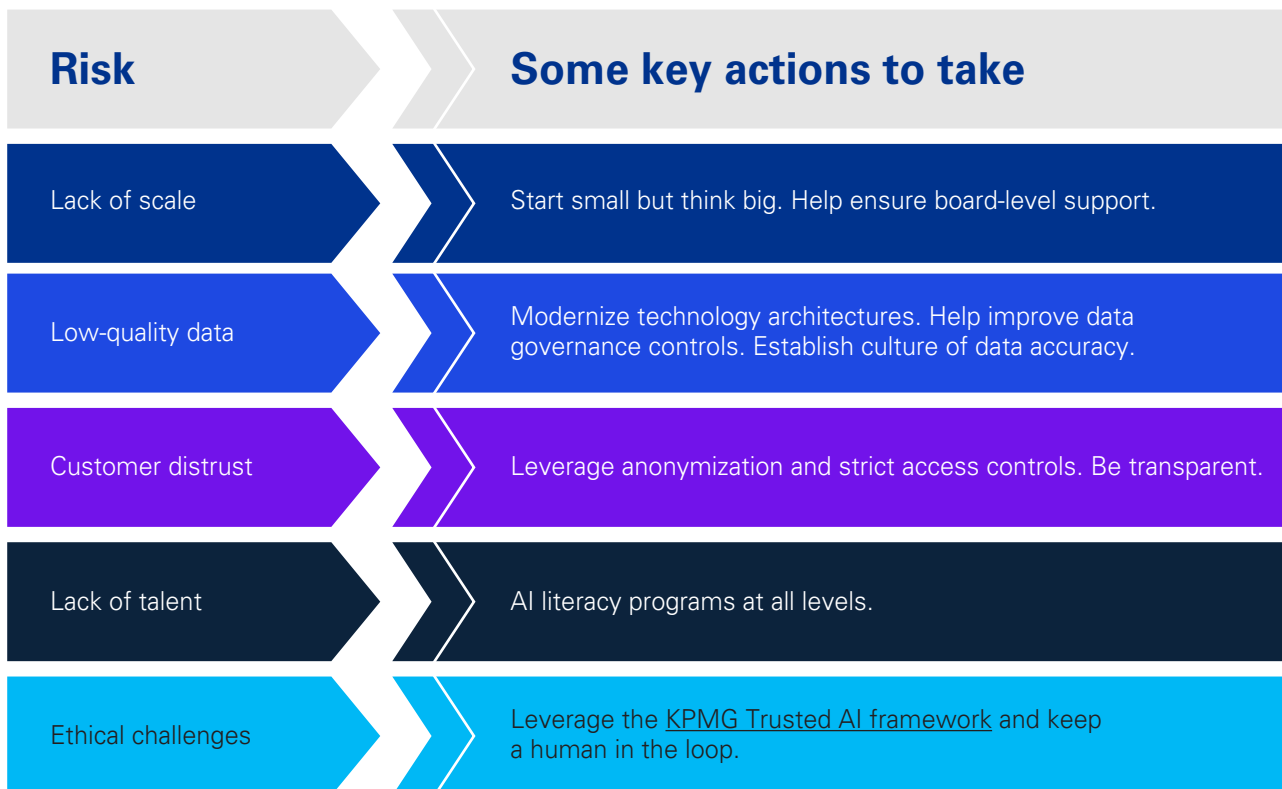 Risk
Some key actions to take
Lack of scale
Start small but think big. Help ensure board-level support.
Low-quality data
Modernize technology architectures. Help improve data
governance controls. Establish culture of data accuracy.
Customer distrust
Leverage anonymization and strict access controls. Be transparent.
Lack of talent
AI literacy programs at all levels.
Ethical challenges
Leverage the KPMG Trusted AI framework and keep
a human in the loop.